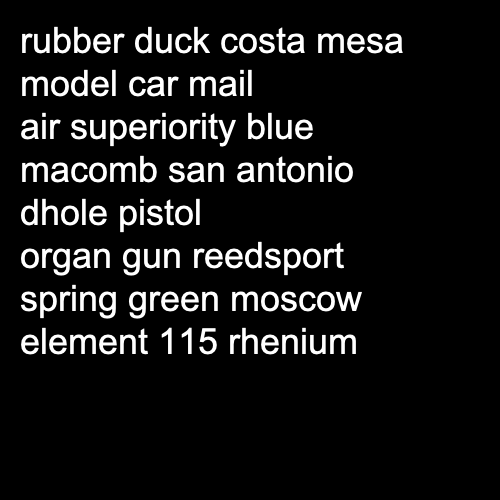 rubber duck costa mesa
model car mail
air superiority blue
macomb san antonio
dhole pistol
organ gun reedsport
spring green moscow
element 115 rhenium